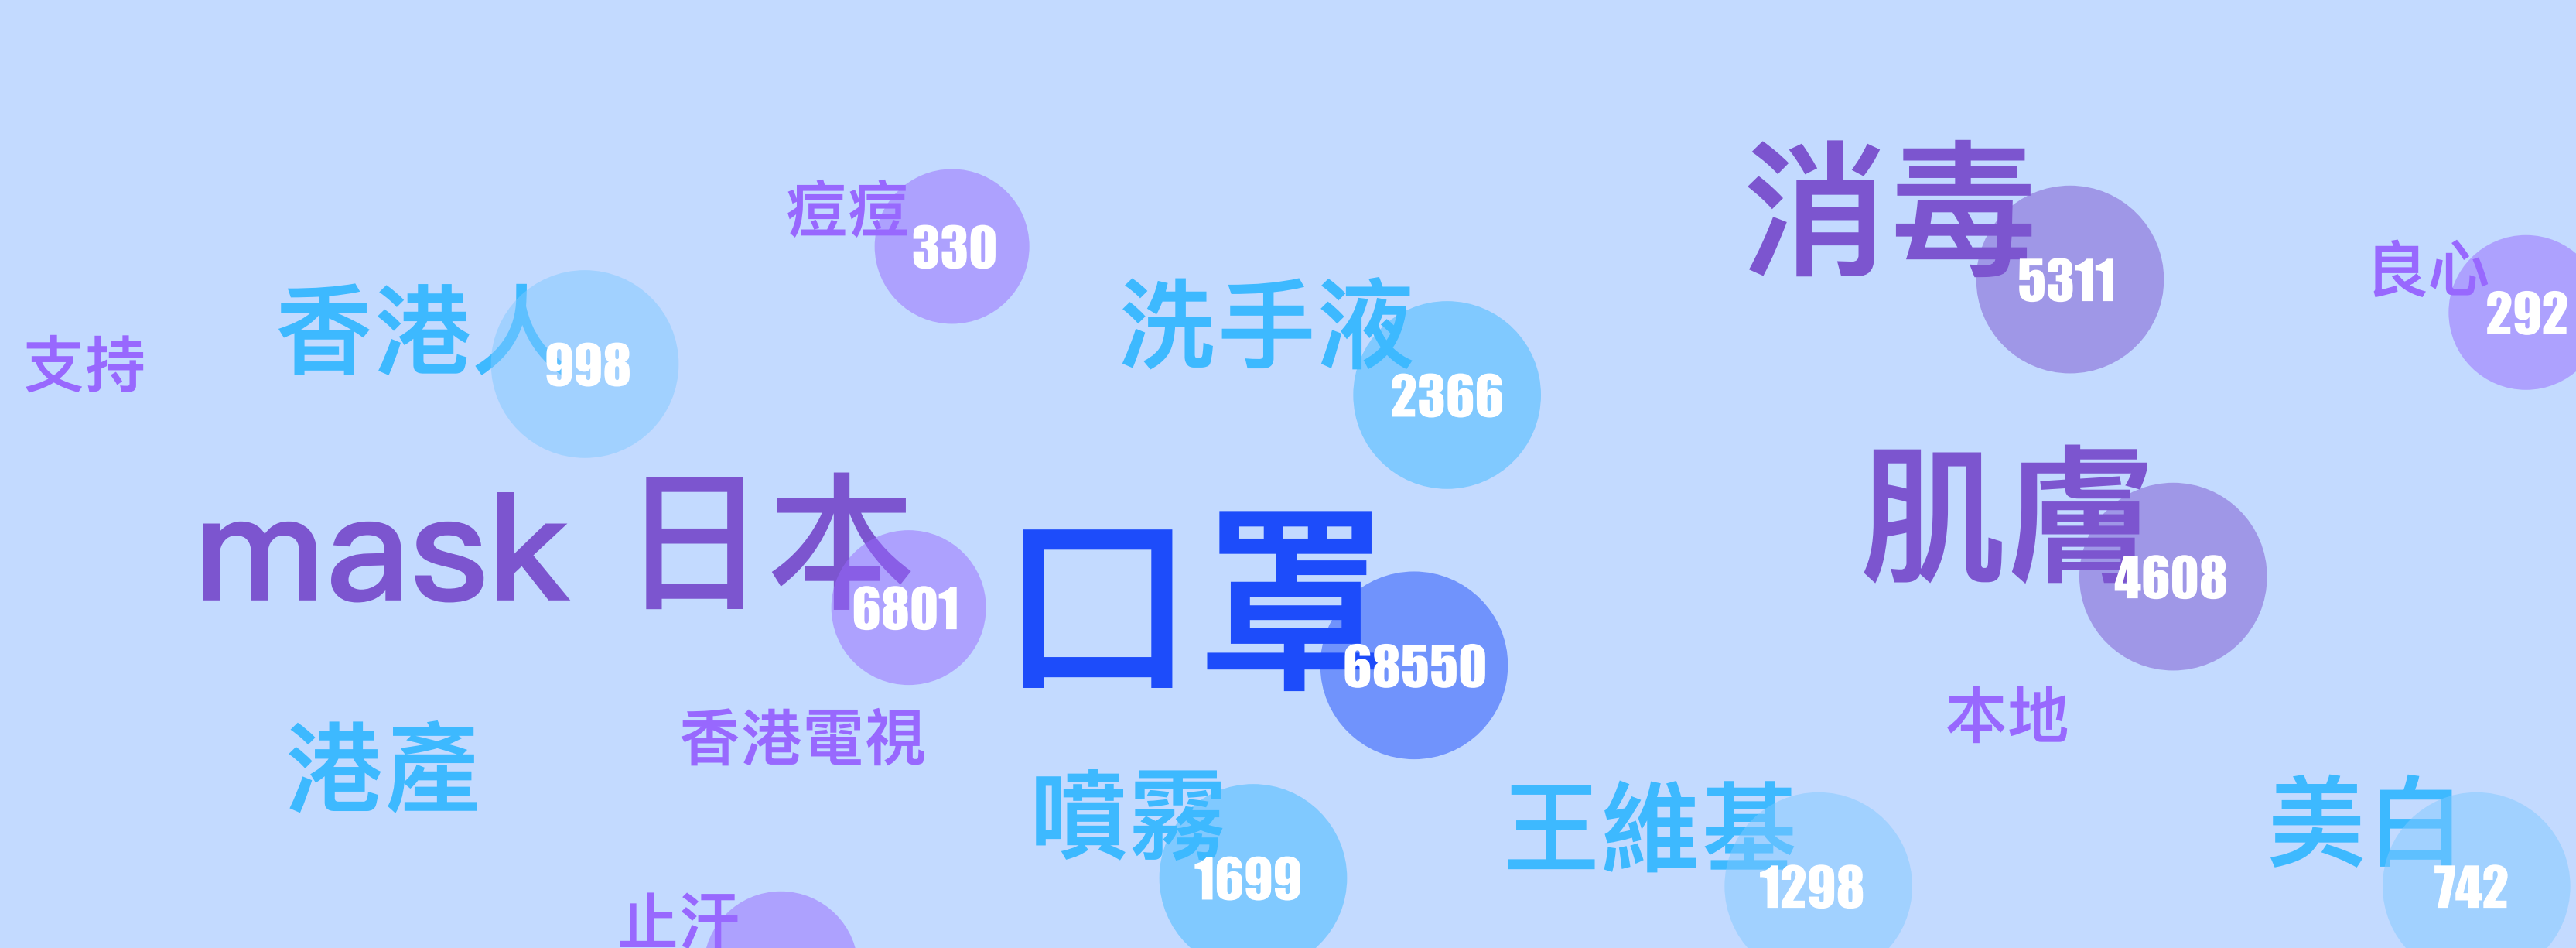 消毒
5311
痘痘
330
良心
292
香港人
998
洗手液
2366
支持
肌膚
4608
mask 日本
6801
口罩
68550
本地
香港電視
港產
噴霧
1699
王維基
1298
美白
742
止汗